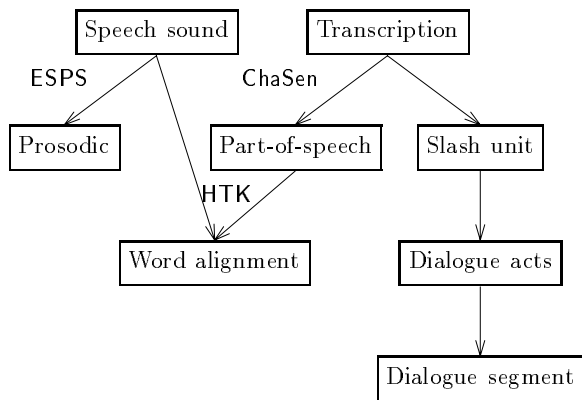 Speech sound
Transcription
ESPS
ChaSen
Prosodic
Part-of-speech
Slash unit
HTK
Word alignment
Dialogue acts
Dialogue segment